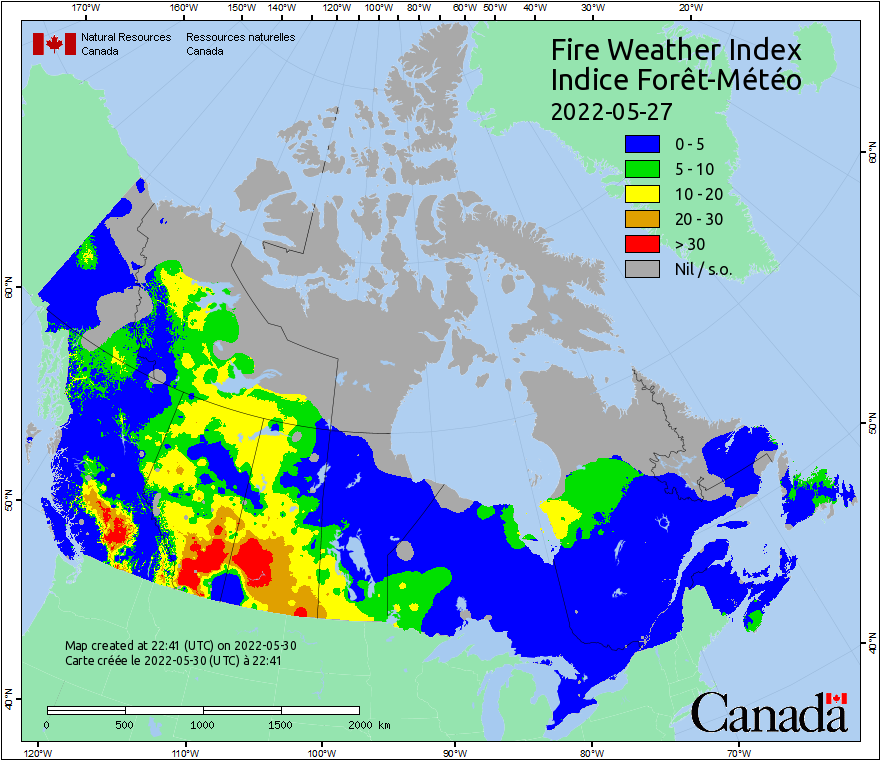 170°W 160°W 150°W 140°W 130°W 120°W 110°W 100°W 90°W 80°W 70°W 60°W 50°W 40°W 30°W 20°W
Natural Resources Ressources naturelles
Canada Canada
Fire Weather Index
Indice Forêt-Météo
2022-05-27
0 - 5
5 - 10
10 - 20
20 - 30
> 30
Nil / s.o.
60°N
60°N
50°N
50°N
40°N
40°N
Map created at 22:41 (UTC) on 2022-05-30
Carte créée le 2022-05-30 (UTC) à 22:41
0 500 1000 1500 2000 km
Canada
120°W 110°W 100°W 90°W 80°W 70°W